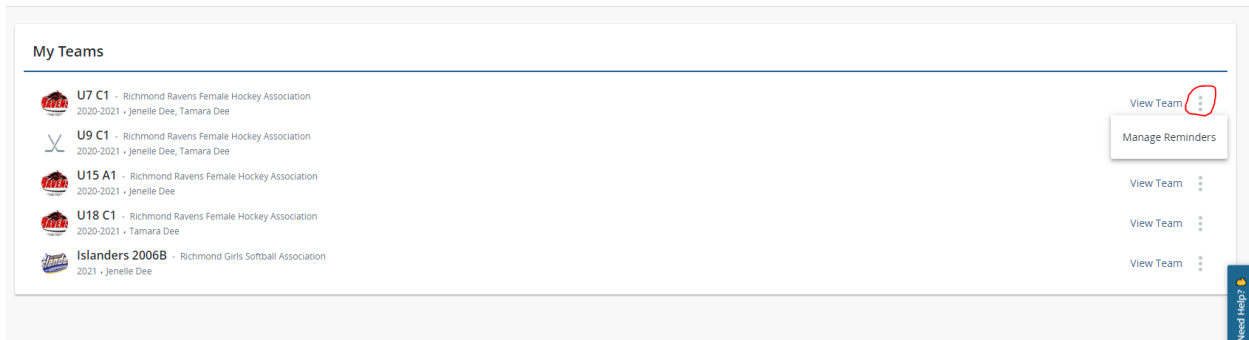 My Teams
U7 C1 - Richmond Ravens Female Hockey Association
2020-2021 • Jenelle Dee, Tamara Dee
View Team
U9 C1 - Richmond Ravens Female Hockey Association
2020-2021 • Jenelle Dee, Tamara Dee
Manage Reminders
U15 A1 - Richmond Ravens Female Hockey Association
2020-2021 • Jenelle Dee
View Team
U18 C1 - Richmond Ravens Female Hockey Association
2020-2021 • Tamara Dee
View Team
Islanders 2006B - Richmond Girls Softball Association
2021 • Jenelle Dee
View Team
Need Help?